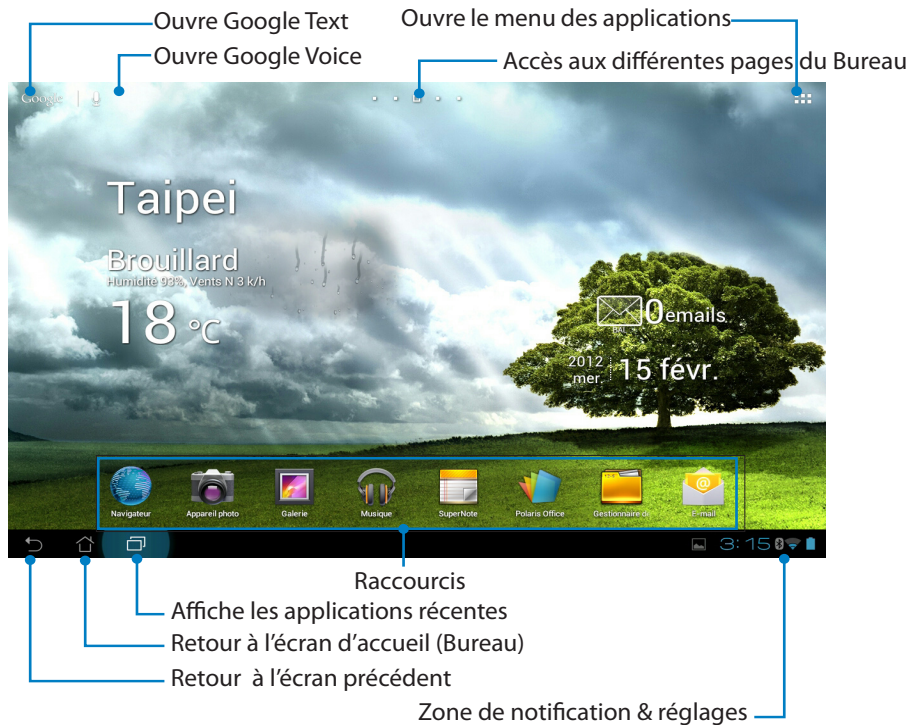 Ouvre Google Text
Ouvre le menu des applications
Ouvre Google Voice
Accès aux différentes pages du Bureau
Google
Taipei
Brouillard
Humidité 93%, Vents N 3 k/h
18 °C
0 emails
BAL
2012
mer.
15 févr.
Navigateur
Appareil photo
Galerie
Musique
SuperNote
Polaris Office
Gestionnaire de
E-mail
3:15
Raccourcis
Affiche les applications récentes
Retour à l'écran d'accueil (Bureau)
Retour à l'écran précédent
Zone de notification & réglages